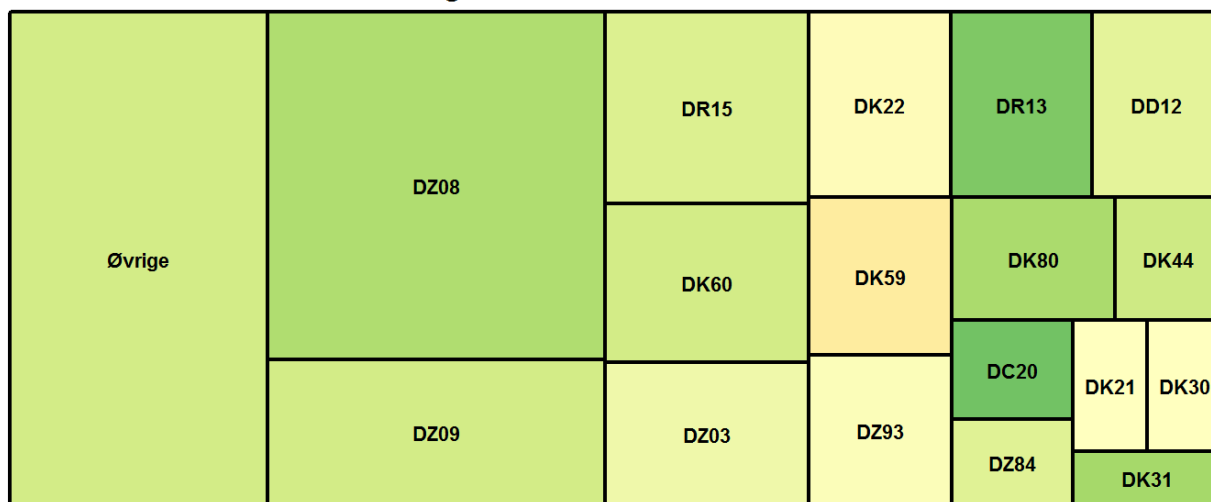 Øvrige
DZ08
DZ09
DR15
DK60
DZ03
DK22
DK59
DZ93
DR13
DD12
DK80
DK44
DC20
DZ84
DK21
DK30
DK31